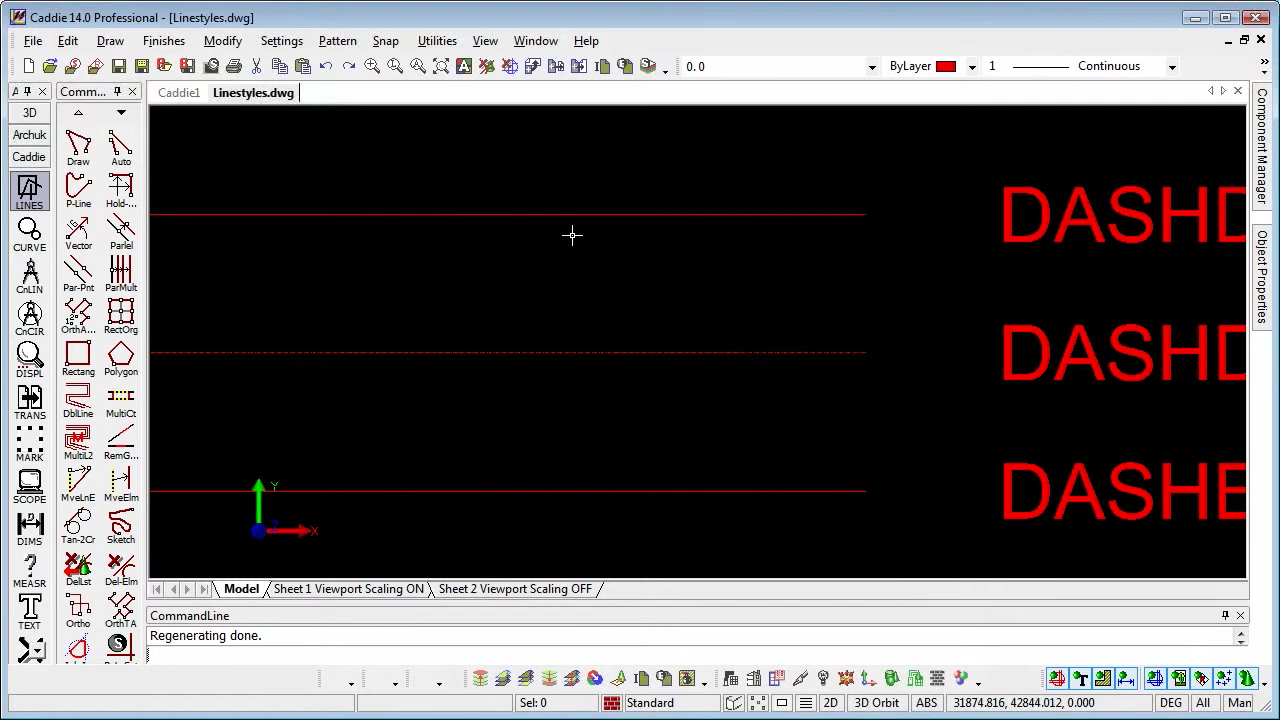 Caddie 14.0 Professional - [Linestyles.dwg]
File Edit Draw Finishes Modify Settings Pattern Snap Utilities View Window Help
0. 0 ByLayer 1 Continuous
A Comm... Caddie1 Linestyles.dwg
3D
Archuk
Caddie
LINES
CURVE
CnLIN
CnCIR
DISPL
TRANS
MARK
SCOPE
DIMS
MEASR
TEXT
Draw Auto
P-Line Hold-...
Vector Parlel
Par-Pnt ParMult
OrthA... RectOrg
Rectang Polygon
DblLin MultiCt
MultiL2 RemG...
MveLnE MveElm
Tan-2Cr Sketch
DelLst Del-Elm
Ortho OrthTA
DASHD
DASHD
DASHE
Y
Z
X
Component Manager
Object Properties
Model Sheet 1 Viewport Scaling ON Sheet 2 Viewport Scaling OFF
CommandLine
Regenerating done.
Sel: 0 Standard 2D 3D Orbit ABS 31874.816, 42844.012, 0.000 DEG All Man